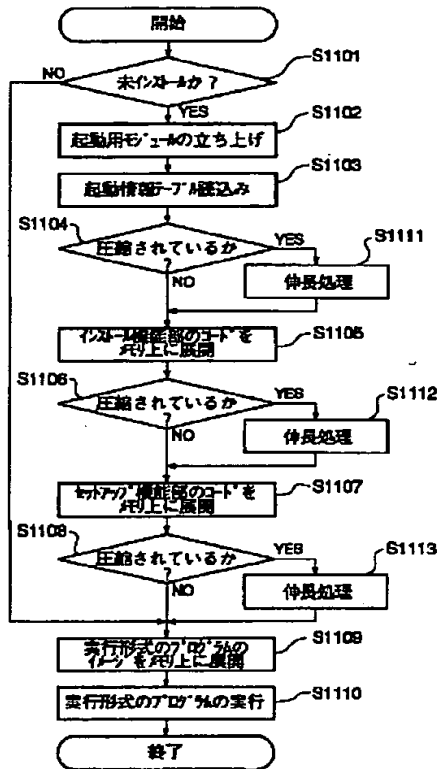 開始
S1101
NO
未インストールか?
YES
S1102
起動用モジュールの立ち上げ
S1103
起動情報テーブル読込み
S1104
圧縮されているか
?
YES
S1111
NO
伸長処理
S1105
インストール機能部のコードを
メモリ上に展開
S1106
圧縮されているか
?
YES
S1112
NO
伸長処理
S1107
セットアップ機能部のコードを
メモリ上に展開
S1108
圧縮されているか
?
YES
S1113
NO
伸長処理
S1109
実行形式のプログラムの
イメージをメモリ上に展開
S1110
実行形式のプログラムの実行
終了